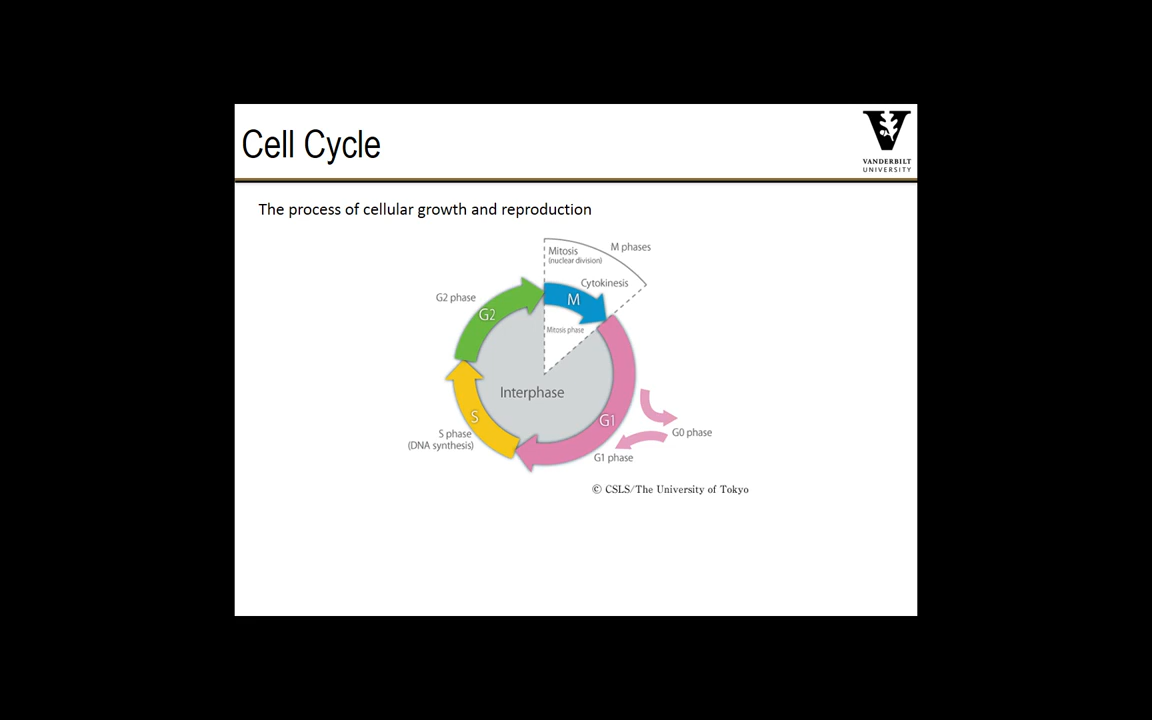 Cell Cycle
VANDERBILT
UNIVERSITY
The process of cellular growth and reproduction
Mitosis
(nuclear division)
M phases
Cytokinesis
G2 phase
G2
M
Mitosis phase
Interphase
S
G1
S phase
(DNA synthesis)
G0 phase
G1 phase
© CSLS/The University of Tokyo